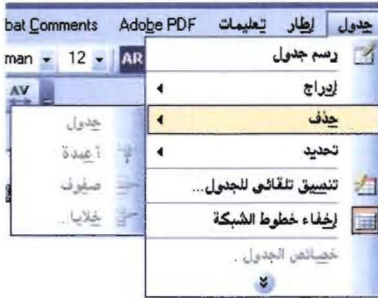 جدول إطار تعليمات Adobe PDF bat Comments
man 12 AR
رسم جدول
إدراج
حذف
تحديد
تنسيق تلقائي للجدول...
إخفاء خطوط الشبكة
خصائص الجدول...
جدول
أعمدة
صفوف
خلايا...
AV